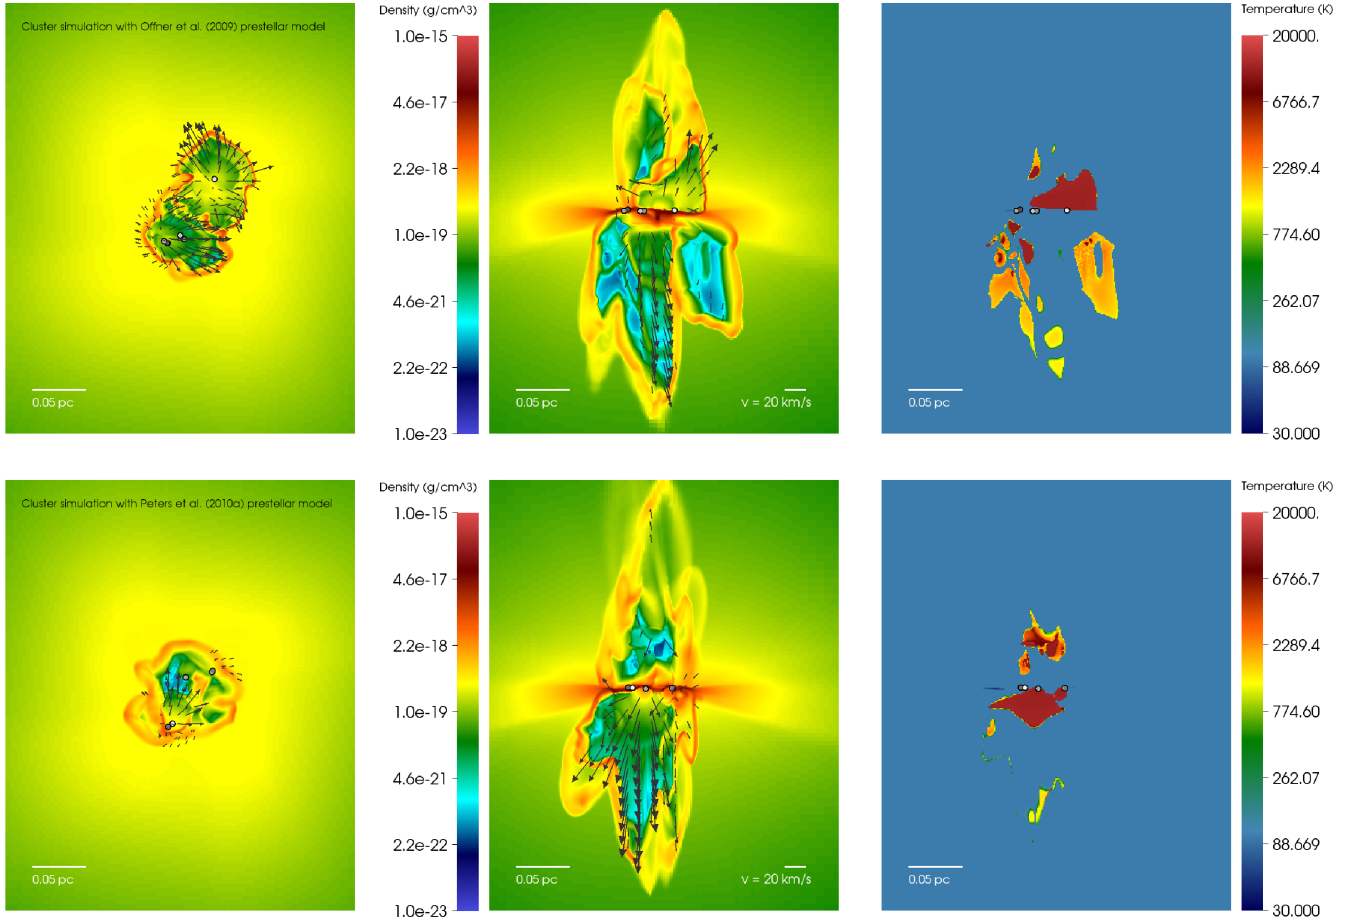 Cluster simulation with Offner et al. (2009) prestellar model
0.05 pc
Density (g/cm^3)
1.0e-15
4.6e-17
2.2e-18
1.0e-19
4.6e-21
2.2e-22
1.0e-23
0.05 pc
v = 20 km/s
0.05 pc
Temperature (K)
20000.
6766.7
2289.4
774.60
262.07
88.669
30.000
Cluster simulation with Peters et al. (2010a) prestellar model
0.05 pc
Density (g/cm^3)
1.0e-15
4.6e-17
2.2e-18
1.0e-19
4.6e-21
2.2e-22
1.0e-23
0.05 pc
v = 20 km/s
0.05 pc
Temperature (K)
20000.
6766.7
2289.4
774.60
262.07
88.669
30.000